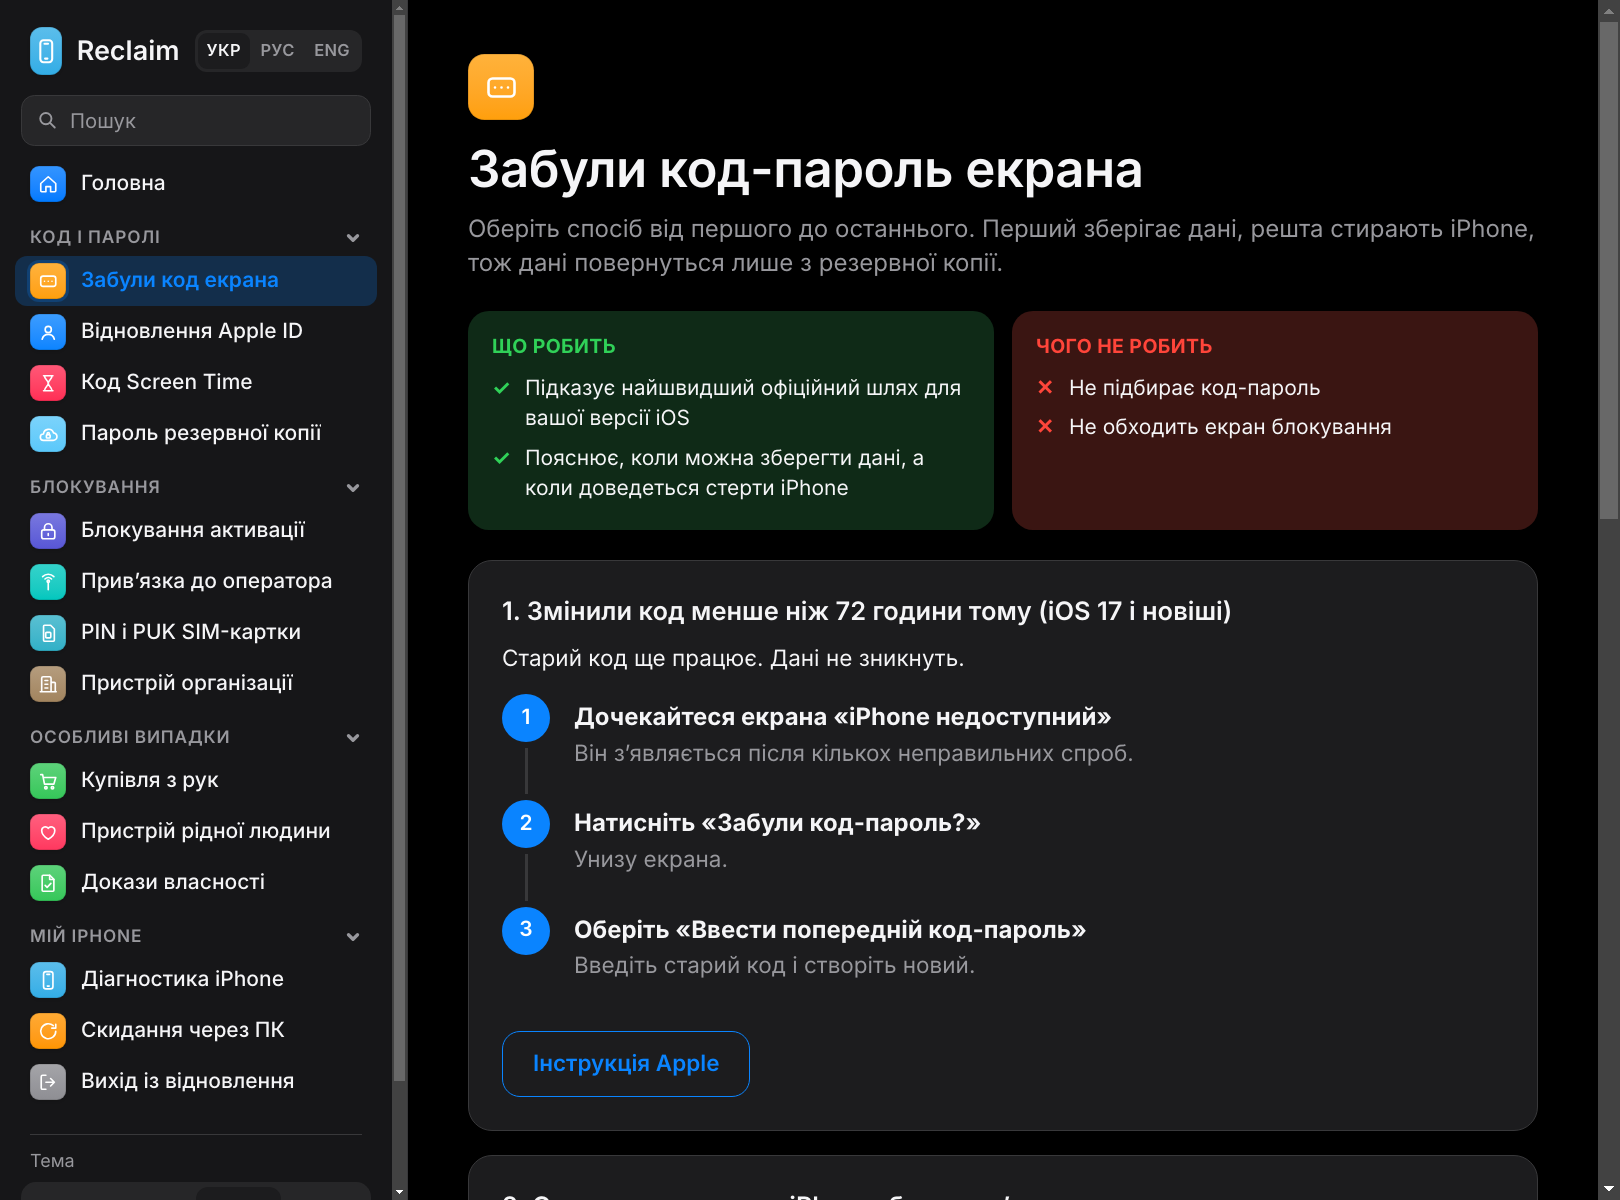 Reclaim
УКР РУС ENG
Пошук
Головна
КОД І ПАРОЛІ
Забули код екрана
Відновлення Apple ID
Код Screen Time
Пароль резервної копії
БЛОКУВАННЯ
Блокування активації
Прив’язка до оператора
PIN і PUK SIM-картки
Пристрій організації
ОСОБЛИВІ ВИПАДКИ
Купівля з рук
Пристрій рідної людини
Докази власності
МІЙ IPHONE
Діагностика iPhone
Скидання через ПК
Вихід із відновлення
Тема
Забули код-пароль екрана
Оберіть спосіб від першого до останнього. Перший зберігає дані, решта стирають iPhone,
тож дані повернуться лише з резервної копії.
ЩО РОБИТЬ
Підказує найшвидший офіційний шлях для
вашої версії iOS
Пояснює, коли можна зберегти дані, а
коли доведеться стерти iPhone
ЧОГО НЕ РОБИТЬ
Не підбирає код-пароль
Не обходить екран блокування
1. Змінили код менше ніж 72 години тому (iOS 17 і новіші)
Старий код ще працює. Дані не зникнуть.
1
Дочекайтеся екрана «iPhone недоступний»
Він з’являється після кількох неправильних спроб.
2
Натисніть «Забули код-пароль?»
Унизу екрана.
3
Оберіть «Ввести попередній код-пароль»
Введіть старий код і створіть новий.
Інструкція Apple